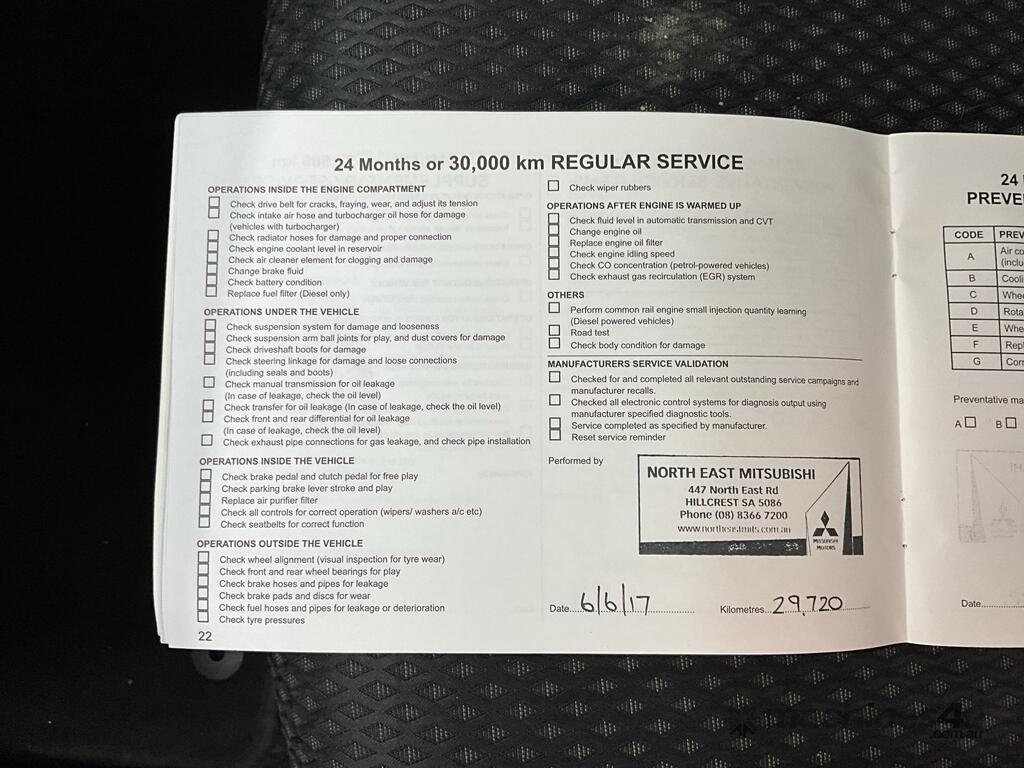 24 Months or 30,000 km REGULAR SERVICE
OPERATIONS INSIDE THE ENGINE COMPARTMENT
Check drive belt for cracks, fraying, wear, and adjust its tension
Check intake air hose and turbocharger oil hose for damage
(vehicles with turbocharger)
Check radiator hoses for damage and proper connection
Check engine coolant level in reservoir
Check air cleaner element for clogging and damage
Change brake fluid
Check battery condition
Replace fuel filter (Diesel only)
OPERATIONS UNDER THE VEHICLE
Check suspension system for damage and looseness
Check suspension arm ball joints for play, and dust covers for damage
Check driveshaft boots for damage
Check steering linkage for damage and loose connections
(including seals and boots)
Check manual transmission for oil leakage
(In case of leakage, check the oil level)
Check transfer for oil leakage (In case of leakage, check the oil level)
Check front and rear differential for oil leakage
(In case of leakage, check the oil level)
Check exhaust pipe connections for gas leakage, and check pipe installation
OPERATIONS INSIDE THE VEHICLE
Check brake pedal and clutch pedal for free play
Check parking brake lever stroke and play
Replace air purifier filter
Check all controls for correct operation (wipers/ washers a/c etc)
Check seatbelts for correct function
OPERATIONS OUTSIDE THE VEHICLE
Check wheel alignment (visual inspection for tyre wear)
Check front and rear wheel bearings for play
Check brake hoses and pipes for leakage
Check brake pads and discs for wear
Check fuel hoses and pipes for leakage or deterioration
Check tyre pressures
22
Check wiper rubbers
OPERATIONS AFTER ENGINE IS WARMED UP
Check fluid level in automatic transmission and CVT
Change engine oil
Replace engine oil filter
Check engine idling speed
Check CO concentration (petrol-powered vehicles)
Check exhaust gas recirculation (EGR) system
OTHERS
Perform common rail engine small injection quantity learning
(Diesel powered vehicles)
Road test
Check body condition for damage
MANUFACTURERS SERVICE VALIDATION
Checked for and completed all relevant outstanding service campaigns and
manufacturer recalls.
Checked all electronic control systems for diagnosis output using
manufacturer specified diagnostic tools.
Service completed as specified by manufacturer.
Reset service reminder
Performed by
NORTH EAST MITSUBISHI
447 North East Rd
HILLCREST SA 5086
Phone (08) 8366 7200
www.northeastmits.com.au
MITSUBISHI
MOTORS
Date...6/6/17...
Kilometres...29,720...
24
PREVE
CODE PREV
A Air co
(inclu
B Cooli
C Whee
D Rota
E Whe
F Repl
G Com
Preventative ma
A B
Date...
.com.au